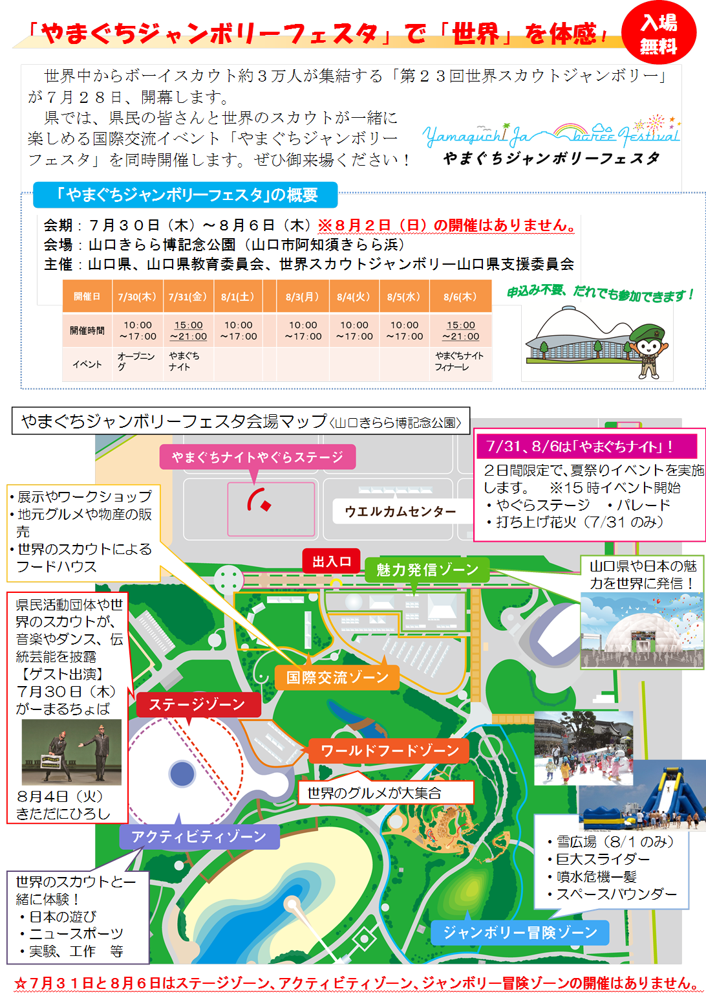 「やまぐちジャンボリーフェスタ」で「世界」を体感！
入場
無料
世界中からボーイスカウト約３万人が集結する「第２３回世界スカウトジャンボリー」
が７月２８日、開幕します。
県では、県民の皆さんと世界のスカウトが一緒に
楽しめる国際交流イベント「やまぐちジャンボリー
フェスタ」を同時開催します。ぜひ御来場ください！
Yamaguchi Jamboree Festival
やまぐちジャンボリーフェスタ
「やまぐちジャンボリーフェスタ」の概要
会期：７月３０日（木）～８月６日（木）※８月２日（日）の開催はありません。
会場：山口きらら博記念公園（山口市阿知須きらら浜）
主催：山口県、山口県教育委員会、世界スカウトジャンボリー山口県支援委員会
開催日 7/30(木) 7/31(金) 8/1(土) 8/3(月) 8/4(火) 8/5(水) 8/6(木)
開催時間 10:00～17:00 15:00～21:00 10:00～17:00 10:00～17:00 10:00～17:00 10:00～17:00 15:00～21:00
イベント オープニング やまぐちナイト やまぐちナイトフィナーレ
申込み不要、だれでも参加できます！
やまぐちジャンボリーフェスタ会場マップ〈山口きらら博記念公園〉
7/31、8/6は「やまぐちナイト」！
２日間限定で、夏祭りイベントを実施
します。　※15時イベント開始
・やぐらステージ　・パレード
・打ち上げ花火（7/31のみ）
やまぐちナイトやぐらステージ
ウエルカムセンター
・展示やワークショップ
・地元グルメや物産の販
売
・世界のスカウトによる
フードハウス
出入口
魅力発信ゾーン
山口県や日本の魅
力を世界に発信！
県民活動団体や世
界のスカウトが、
音楽やダンス、伝
統芸能を披露
【ゲスト出演】
７月30日（木）
がーまるちょば
８月４日（火）
きただにひろし
国際交流ゾーン
ステージゾーン
ワールドフードゾーン
世界のグルメが大集合
アクティビティゾーン
・雪広場（8/1のみ）
・巨大スライダー
・噴水危機一髪
・スペースバウンダー
世界のスカウトと一
緒に体験！
・日本の遊び
・ニュースポーツ
・実験、工作　等
ジャンボリー冒険ゾーン
☆７月３１日と８月６日はステージゾーン、アクティビティゾーン、ジャンボリー冒険ゾーンの開催はありません。